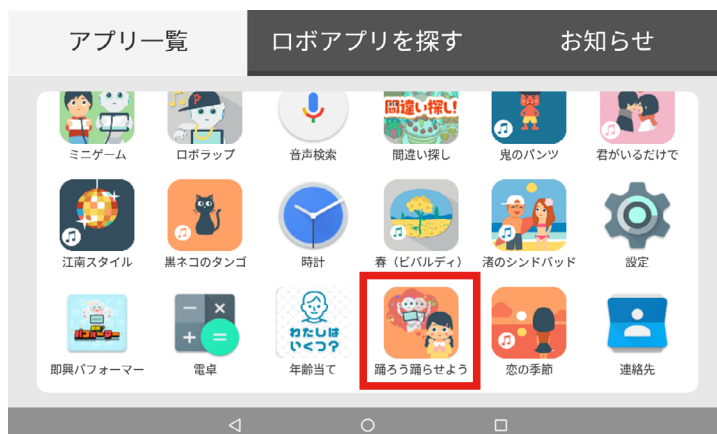 アプリ一覧
ロボアプリを探す
お知らせ
間違い探し!
ミニゲーム
ロボラップ
音声検索
間違い探し
鬼のパンツ
君がいるだけで
江南スタイル
黒ネコのタンゴ
時計
春（ビバルディ）
渚のシンドバッド
設定
わたしは
いくつ?
即興パフォーマー
電卓
年齢当て
踊ろう踊らせよう
恋の季節
連絡先